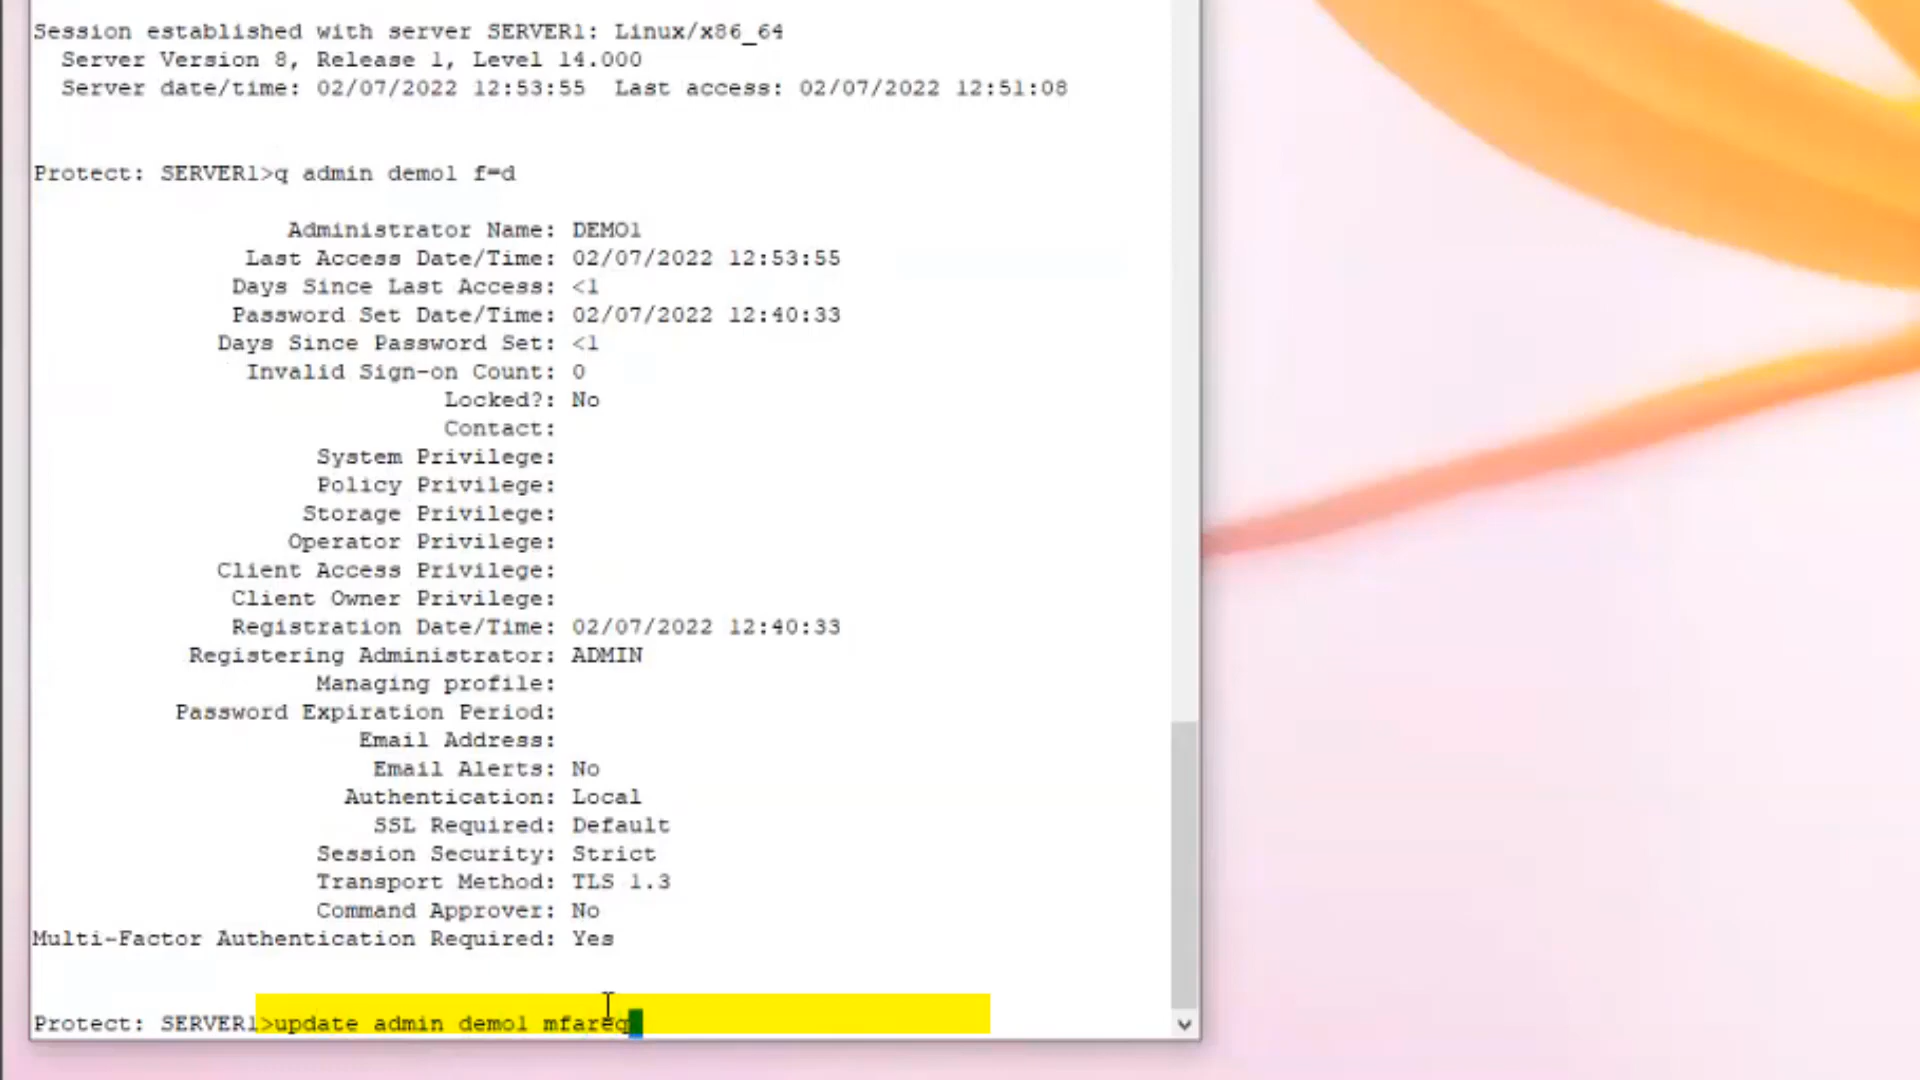 Session established with server SERVER1: Linux/x86_64
Server Version 8, Release 1, Level 14.000
Server date/time: 02/07/2022 12:53:55  Last access: 02/07/2022 12:51:08
Protect: SERVER1>q admin demo1 f=d
Administrator Name: DEMO1
Last Access Date/Time: 02/07/2022 12:53:55
Days Since Last Access: <1
Password Set Date/Time: 02/07/2022 12:40:33
Days Since Password Set: <1
Invalid Sign-on Count: 0
Locked?: No
Contact:
System Privilege:
Policy Privilege:
Storage Privilege:
Operator Privilege:
Client Access Privilege:
Client Owner Privilege:
Registration Date/Time: 02/07/2022 12:40:33
Registering Administrator: ADMIN
Managing profile:
Password Expiration Period:
Email Address:
Email Alerts: No
Authentication: Local
SSL Required: Default
Session Security: Strict
Transport Method: TLS 1.3
Command Approver: No
Multi-Factor Authentication Required: Yes
Protect: SERVER1>update admin demo1 mfareq